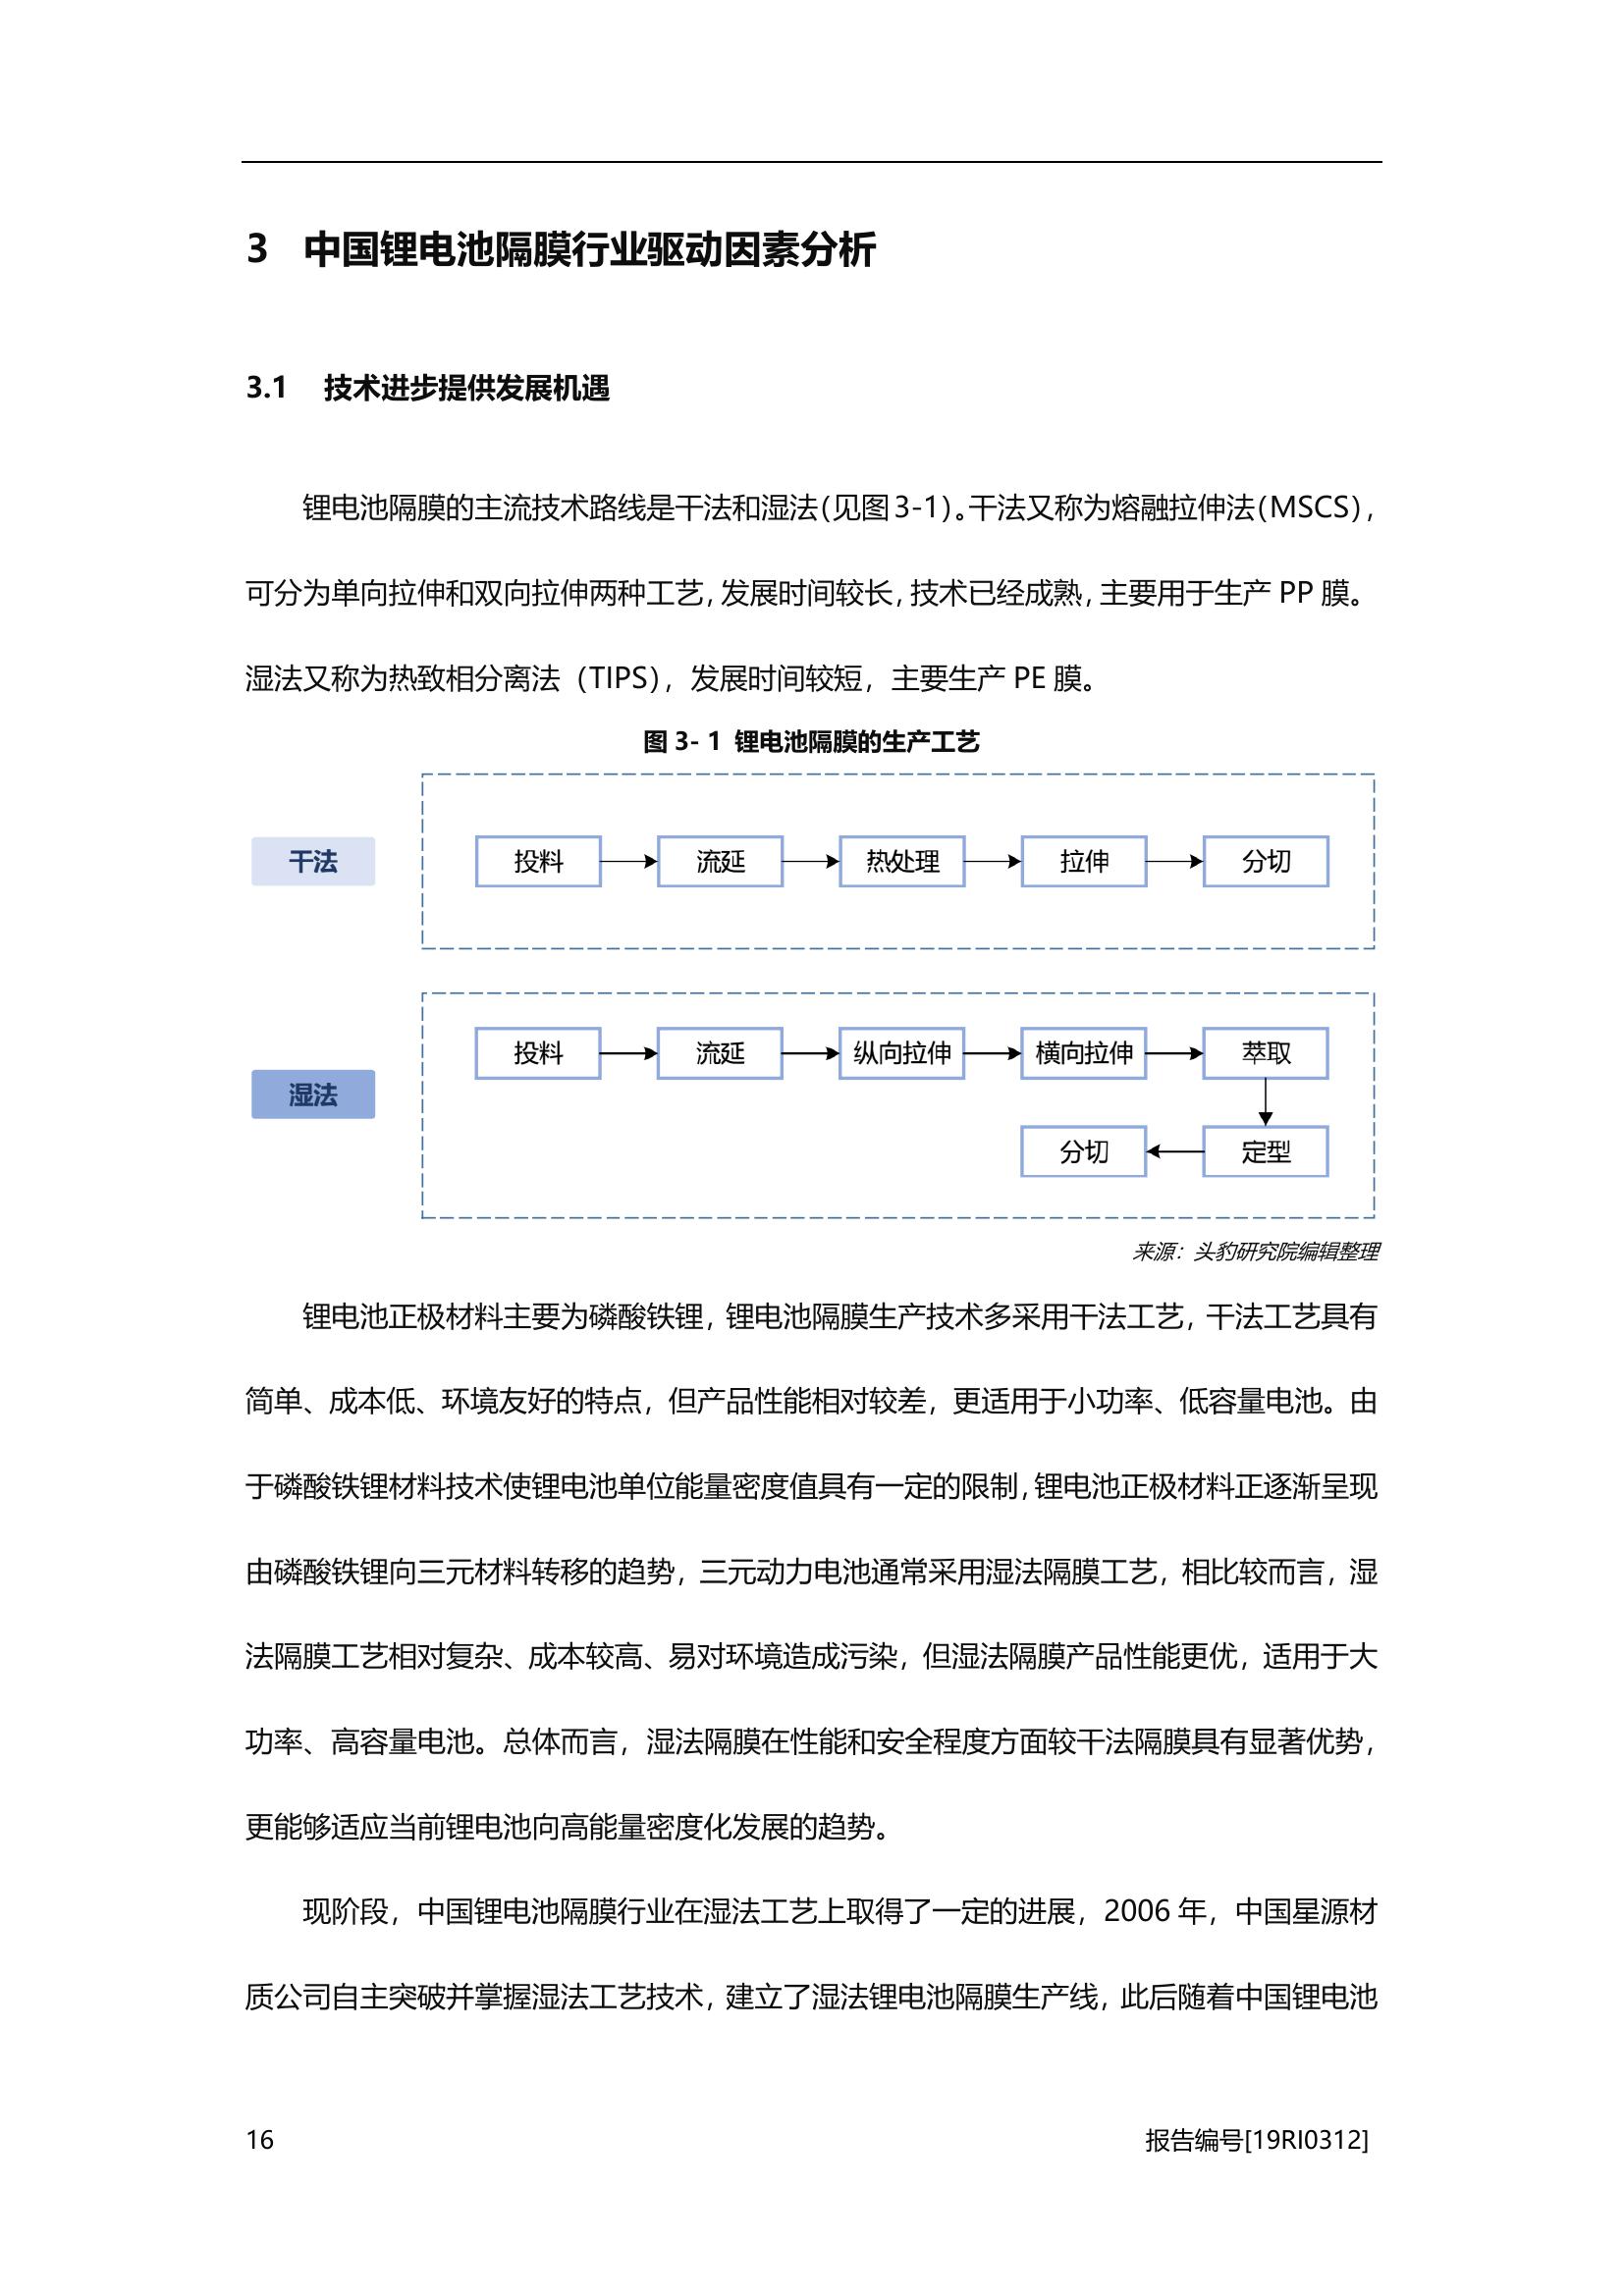 3 中国锂电池隔膜行业驱动因素分析
3.1 技术进步提供发展机遇
锂电池隔膜的主流技术路线是干法和湿法(见图3-1)。干法又称为熔融拉伸法(MSCS),
可分为单向拉伸和双向拉伸两种工艺,发展时间较长,技术已经成熟,主要用于生产 PP 膜。
湿法又称为热致相分离法（TIPS），发展时间较短，主要生产 PE 膜。
图 3- 1 锂电池隔膜的生产工艺
干法
投料 流延 热处理 拉伸 分切
投料 流延 纵向拉伸 横向拉伸 萃取
湿法
分切 定型
来源：头豹研究院编辑整理
锂电池正极材料主要为磷酸铁锂，锂电池隔膜生产技术多采用干法工艺，干法工艺具有
简单、成本低、环境友好的特点，但产品性能相对较差，更适用于小功率、低容量电池。由
于磷酸铁锂材料技术使锂电池单位能量密度值具有一定的限制，锂电池正极材料正逐渐呈现
由磷酸铁锂向三元材料转移的趋势，三元动力电池通常采用湿法隔膜工艺，相比较而言，湿
法隔膜工艺相对复杂、成本较高、易对环境造成污染，但湿法隔膜产品性能更优，适用于大
功率、高容量电池。总体而言，湿法隔膜在性能和安全程度方面较干法隔膜具有显著优势，
更能够适应当前锂电池向高能量密度化发展的趋势。
现阶段，中国锂电池隔膜行业在湿法工艺上取得了一定的进展，2006 年，中国星源材
质公司自主突破并掌握湿法工艺技术，建立了湿法锂电池隔膜生产线，此后随着中国锂电池
16 报告编号[19RI0312]